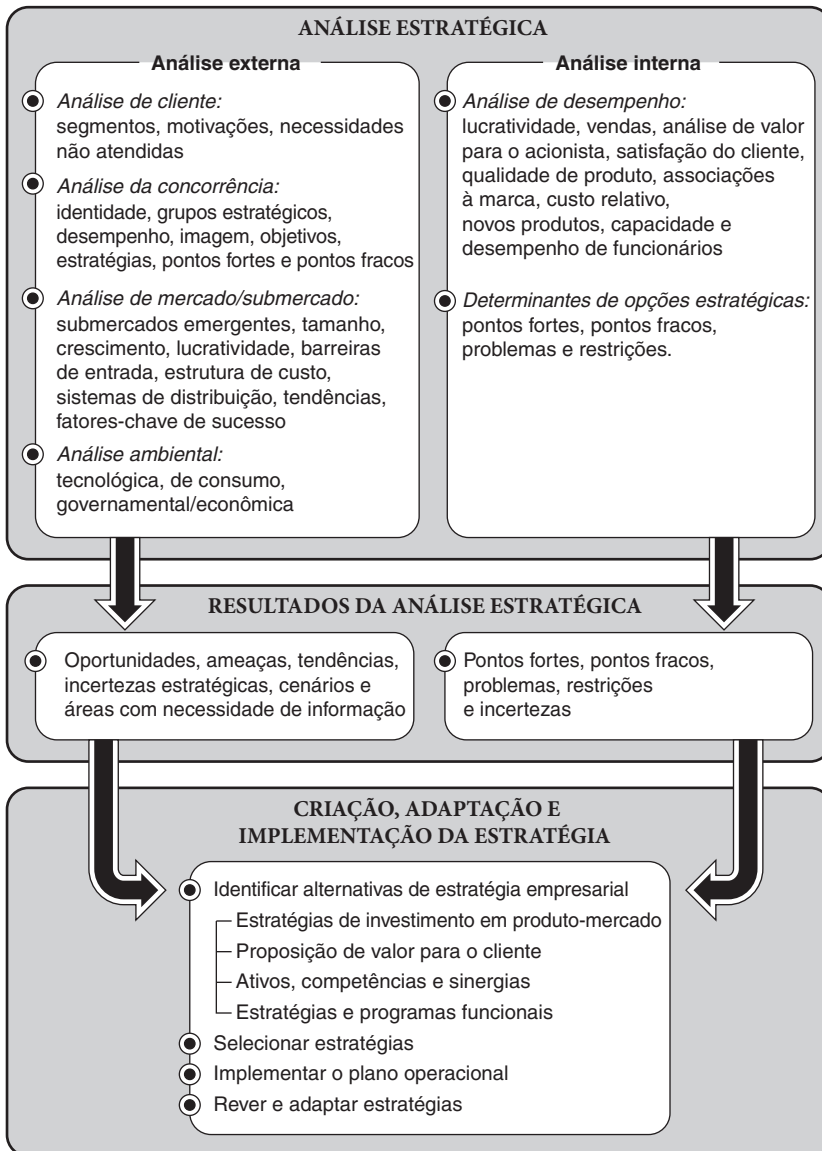 ANÁLISE ESTRATÉGICA
Análise externa
Análise de cliente:
segmentos, motivações, necessidades
não atendidas
Análise da concorrência:
identidade, grupos estratégicos,
desempenho, imagem, objetivos,
estratégias, pontos fortes e pontos fracos
Análise de mercado/submercado:
submercados emergentes, tamanho,
crescimento, lucratividade, barreiras
de entrada, estrutura de custo,
sistemas de distribuição, tendências,
fatores-chave de sucesso
Análise ambiental:
tecnológica, de consumo,
governamental/econômica
Análise interna
Análise de desempenho:
lucratividade, vendas, análise de valor
para o acionista, satisfação do cliente,
qualidade de produto, associações
à marca, custo relativo,
novos produtos, capacidade e
desempenho de funcionários
Determinantes de opções estratégicas:
pontos fortes, pontos fracos,
problemas e restrições.
RESULTADOS DA ANÁLISE ESTRATÉGICA
Oportunidades, ameaças, tendências,
incertezas estratégicas, cenários e
áreas com necessidade de informação
Pontos fortes, pontos fracos,
problemas, restrições
e incertezas
CRIAÇÃO, ADAPTAÇÃO E
IMPLEMENTAÇÃO DA ESTRATÉGIA
Identificar alternativas de estratégia empresarial
Estratégias de investimento em produto-mercado
Proposição de valor para o cliente
Ativos, competências e sinergias
Estratégias e programas funcionais
Selecionar estratégias
Implementar o plano operacional
Rever e adaptar estratégias